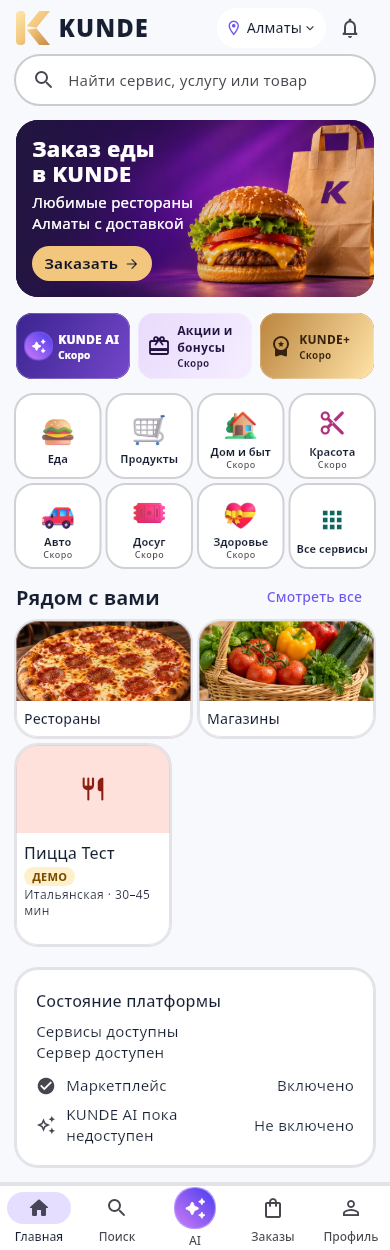 KUNDE
Алматы
Найти сервис, услугу или товар
Заказ еды
в KUNDE
Любимые рестораны
Алматы с доставкой
Заказать →
K
KUNDE AI
Скоро
Акции и
бонусы
Скоро
KUNDE+
Скоро
Еда
Продукты
Дом и быт
Скоро
Красота
Скоро
Авто
Скоро
Досуг
Скоро
Здоровье
Скоро
Все сервисы
Рядом с вами
Смотреть все
Рестораны
Магазины
Пицца Тест
ДЕМО
Итальянская · 30–45
мин
Состояние платформы
Сервисы доступны
Сервер доступен
Маркетплейс
Включено
KUNDE AI пока
недоступен
Не включено
Главная
Поиск
AI
Заказы
Профиль